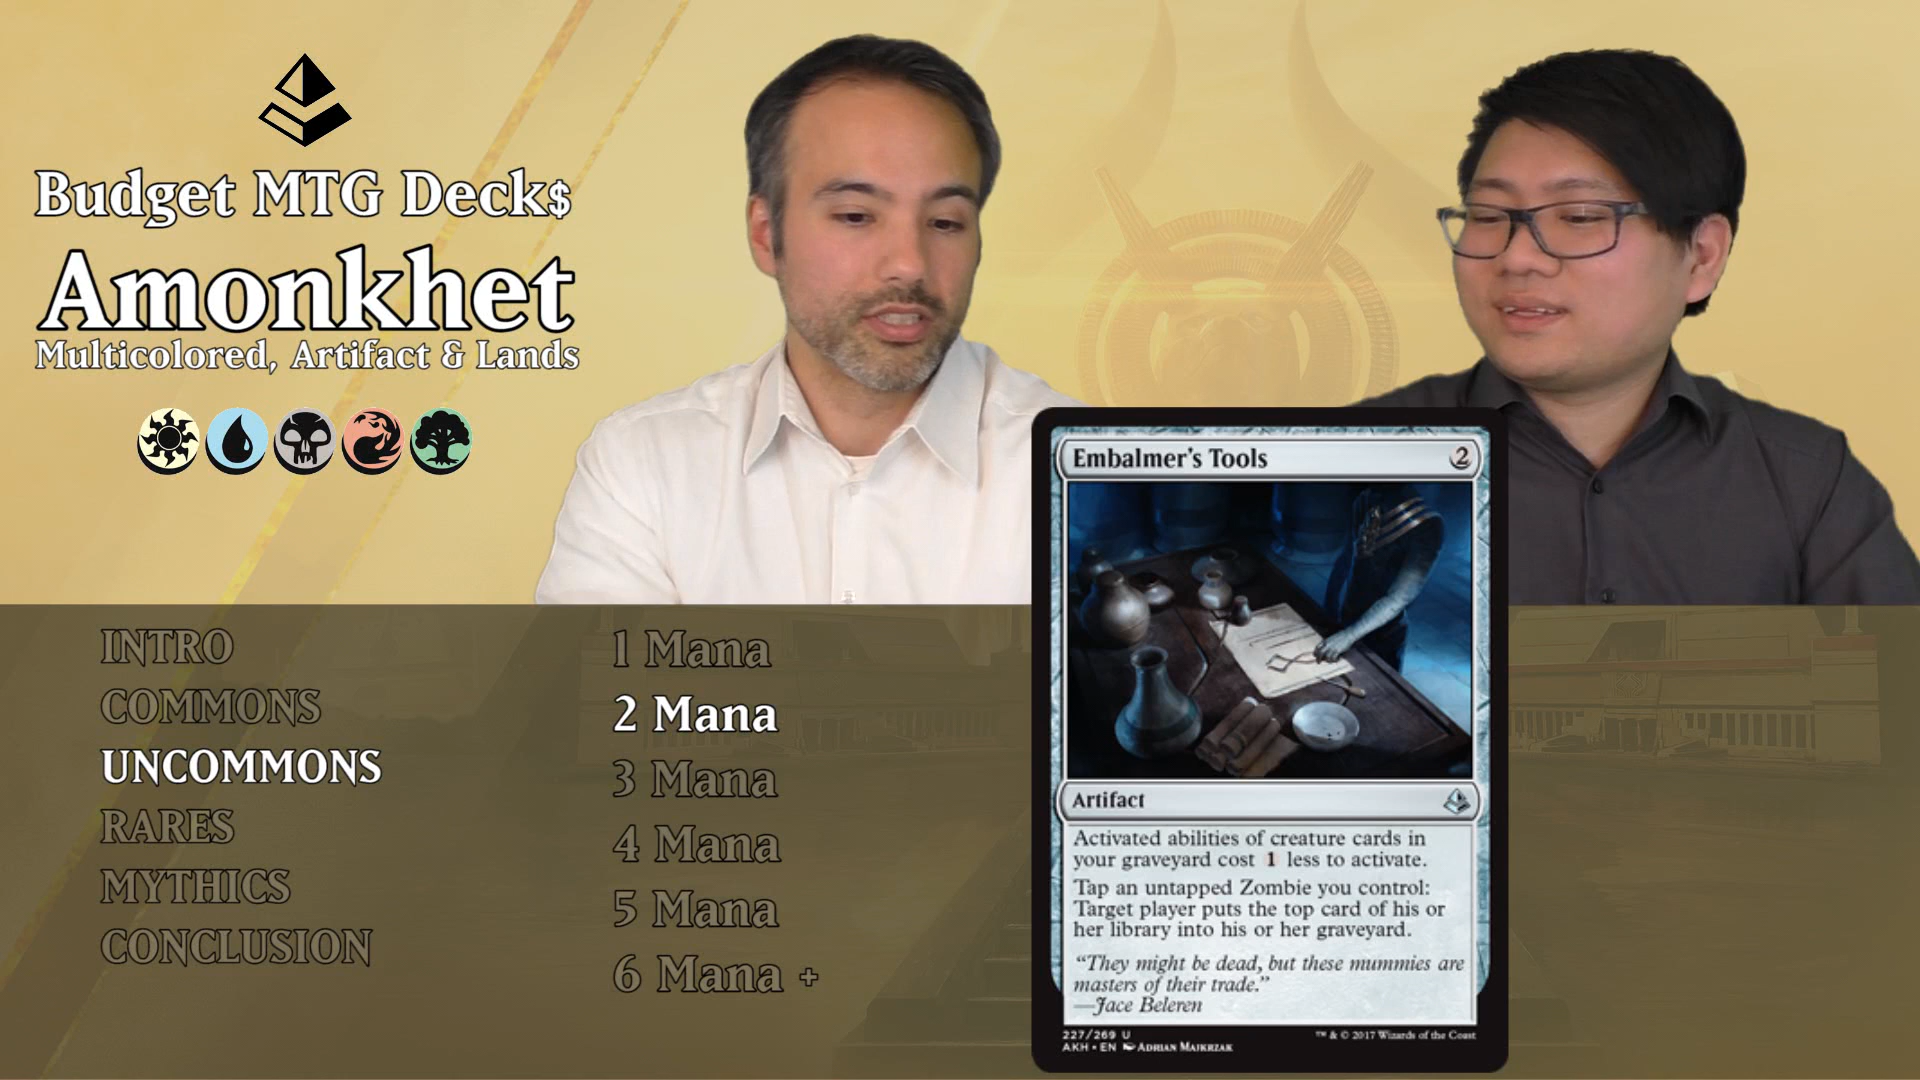 Budget MTG Deck$
Amonkhet
Multicolored, Artifact & Lands
INTRO
COMMONS
UNCOMMONS
RARES
MYTHICS
CONCLUSION
1 Mana
2 Mana
3 Mana
4 Mana
5 Mana
6 Mana +
Embalmer's Tools 2
Artifact
Activated abilities of creature cards in
your graveyard cost 1 less to activate.
Tap an untapped Zombie you control:
Target player puts the top card of his or
her library into his or her graveyard.
"They might be dead, but these mummies are
masters of their trade."
—Jace Beleren
227/269 U
AKH • EN Adrian Majkrzak
™ & © 2017 Wizards of the Coast